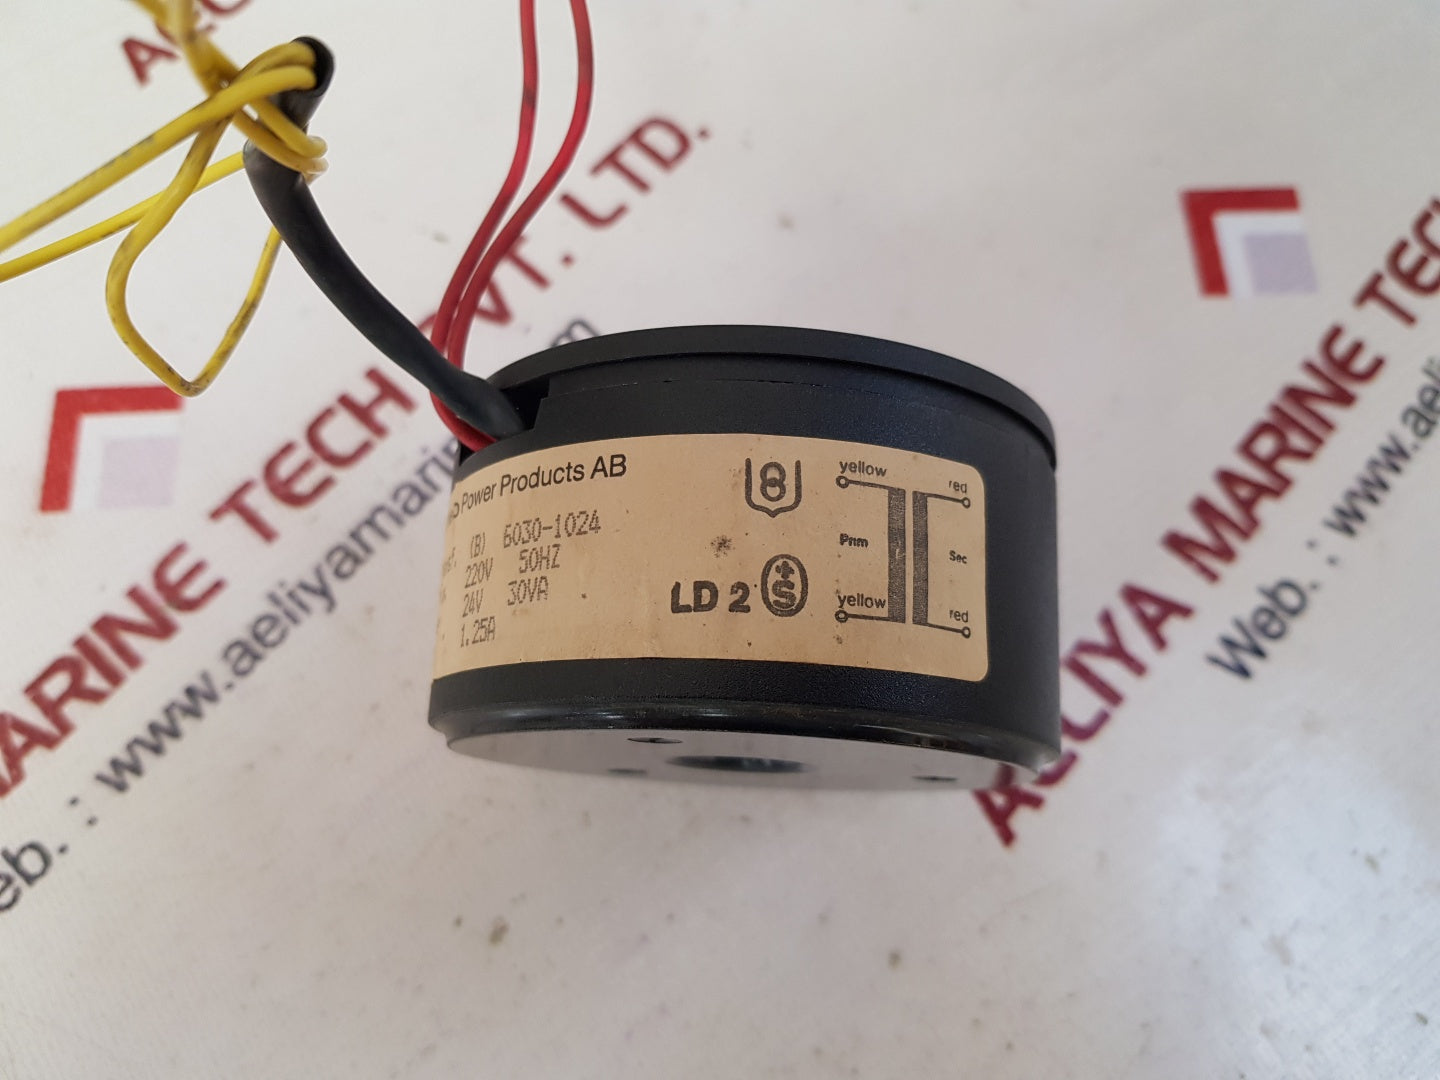 Power Products AB
(B) 6030-1024
220V 50HZ
24V 30VA
1.25A
LD 2
yellow
red
Prim
Sec
yellow
red
MARINE TECH PVT. LTD.
Web. : www.aeliyamarine
AELIYA MARINE TECH
Web. : www.aeliy